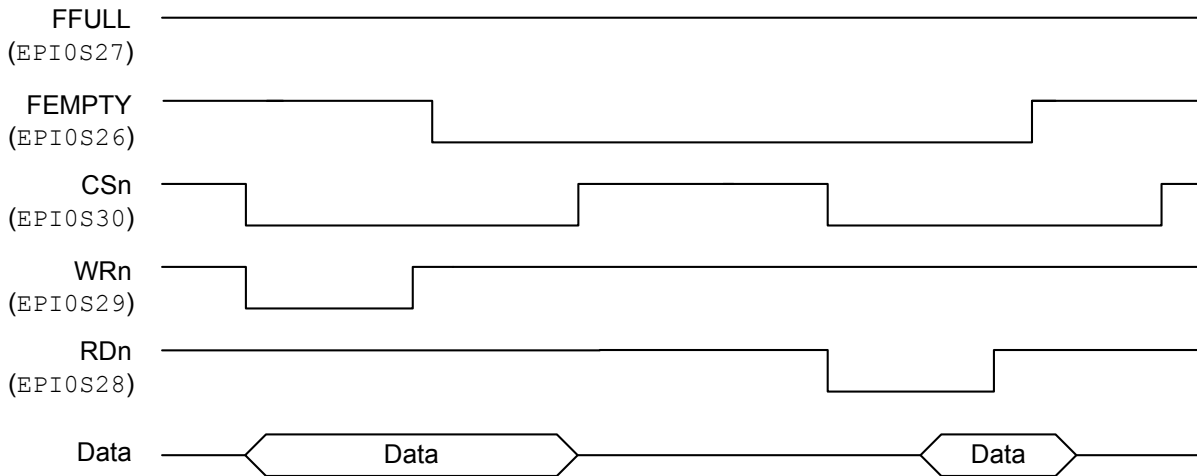 FFULL
(EPI0S27)
FEMPTY
(EPI0S26)
CSn
(EPI0S30)
WRn
(EPI0S29)
RDn
(EPI0S28)
Data
Data
Data